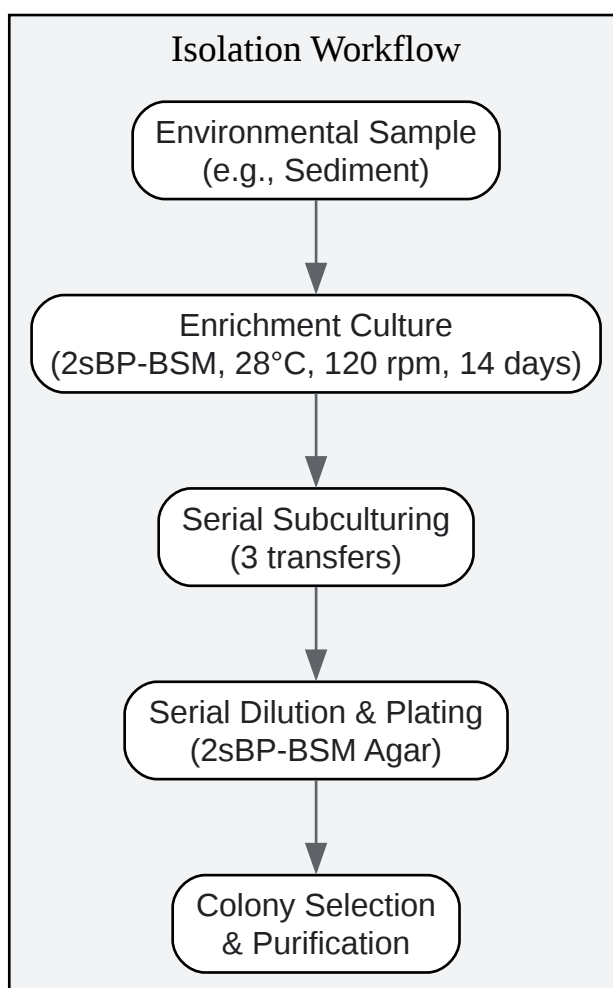 Isolation Workflow
Environmental Sample
(e.g., Sediment)
Enrichment Culture
(2sBP-BSM, 28°C, 120 rpm, 14 days)
Serial Subculturing
(3 transfers)
Serial Dilution & Plating
(2sBP-BSM Agar)
Colony Selection
& Purification